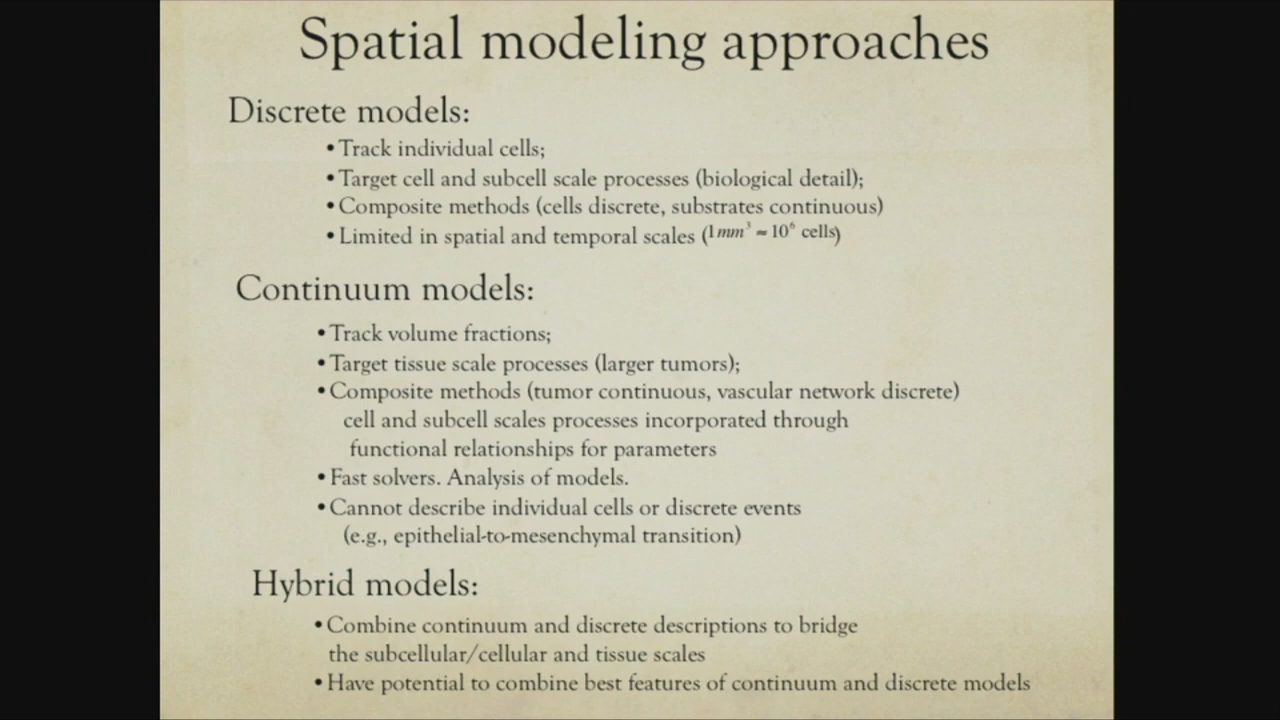 Spatial modeling approaches
Discrete models:
•Track individual cells;
•Target cell and subcell scale processes (biological detail);
•Composite methods (cells discrete, substrates continuous)
•Limited in spatial and temporal scales (1mm³ ≈ 10⁶ cells)
Continuum models:
•Track volume fractions;
•Target tissue scale processes (larger tumors);
•Composite methods (tumor continuous, vascular network discrete)
cell and subcell scales processes incorporated through
functional relationships for parameters
•Fast solvers. Analysis of models.
•Cannot describe individual cells or discrete events
(e.g., epithelial-to-mesenchymal transition)
Hybrid models:
•Combine continuum and discrete descriptions to bridge
the subcellular/cellular and tissue scales
•Have potential to combine best features of continuum and discrete models